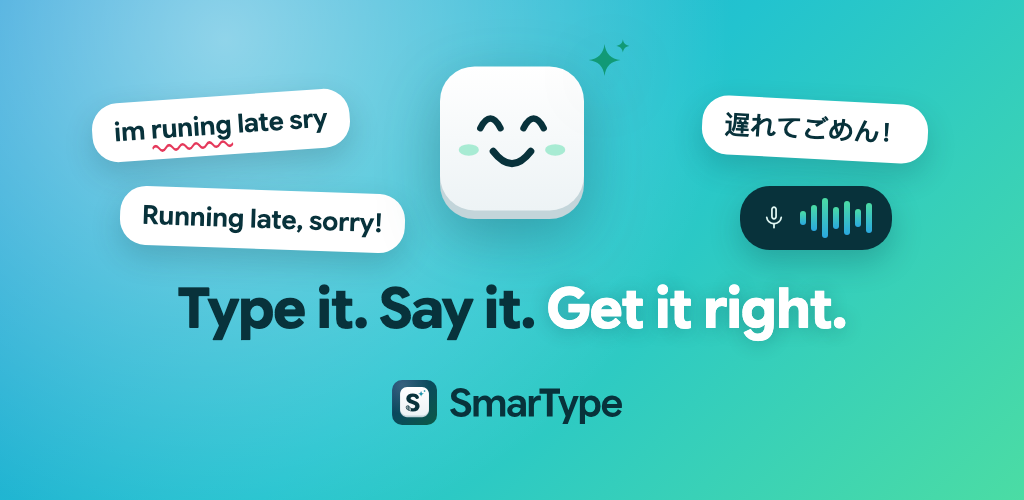 im runing late sry
Running late, sorry!
遅れてごめん！
Type it. Say it. Get it right.
S
SmarType